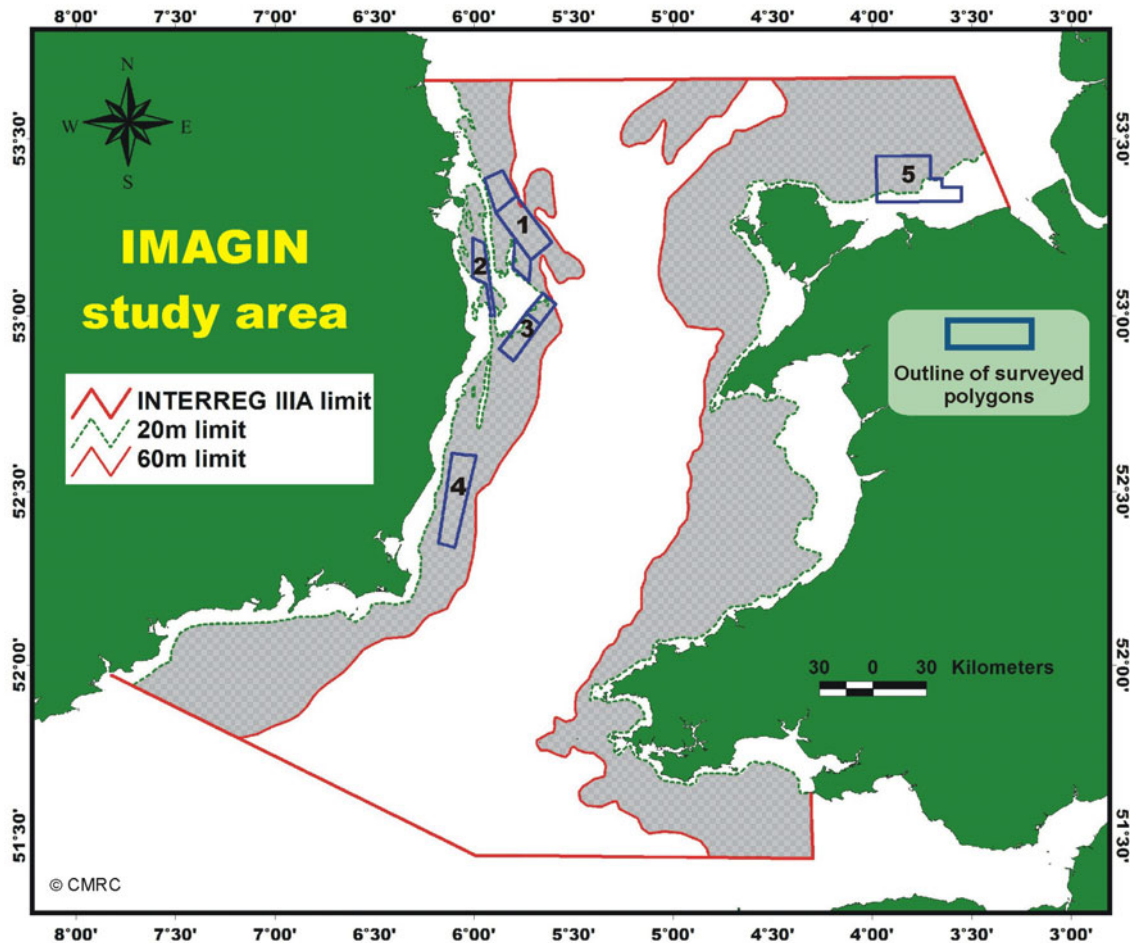 8°00' 7°30' 7°00' 6°30' 6°00' 5°30' 5°00' 4°30' 4°00' 3°30' 3°00'
N
W E
S
53°30' 53°30'
5
1
IMAGIN
2
study area
53°00' 53°00'
3
Outline of surveyed
polygons
INTERREG IIIA limit
20m limit
60m limit
4
52°30' 52°30'
52°00' 52°00'
30 0 30 Kilometers
51°30' 51°30'
© CMRC
8°00' 7°30' 7°00' 6°30' 6°00' 5°30' 5°00' 4°30' 4°00' 3°30' 3°00'